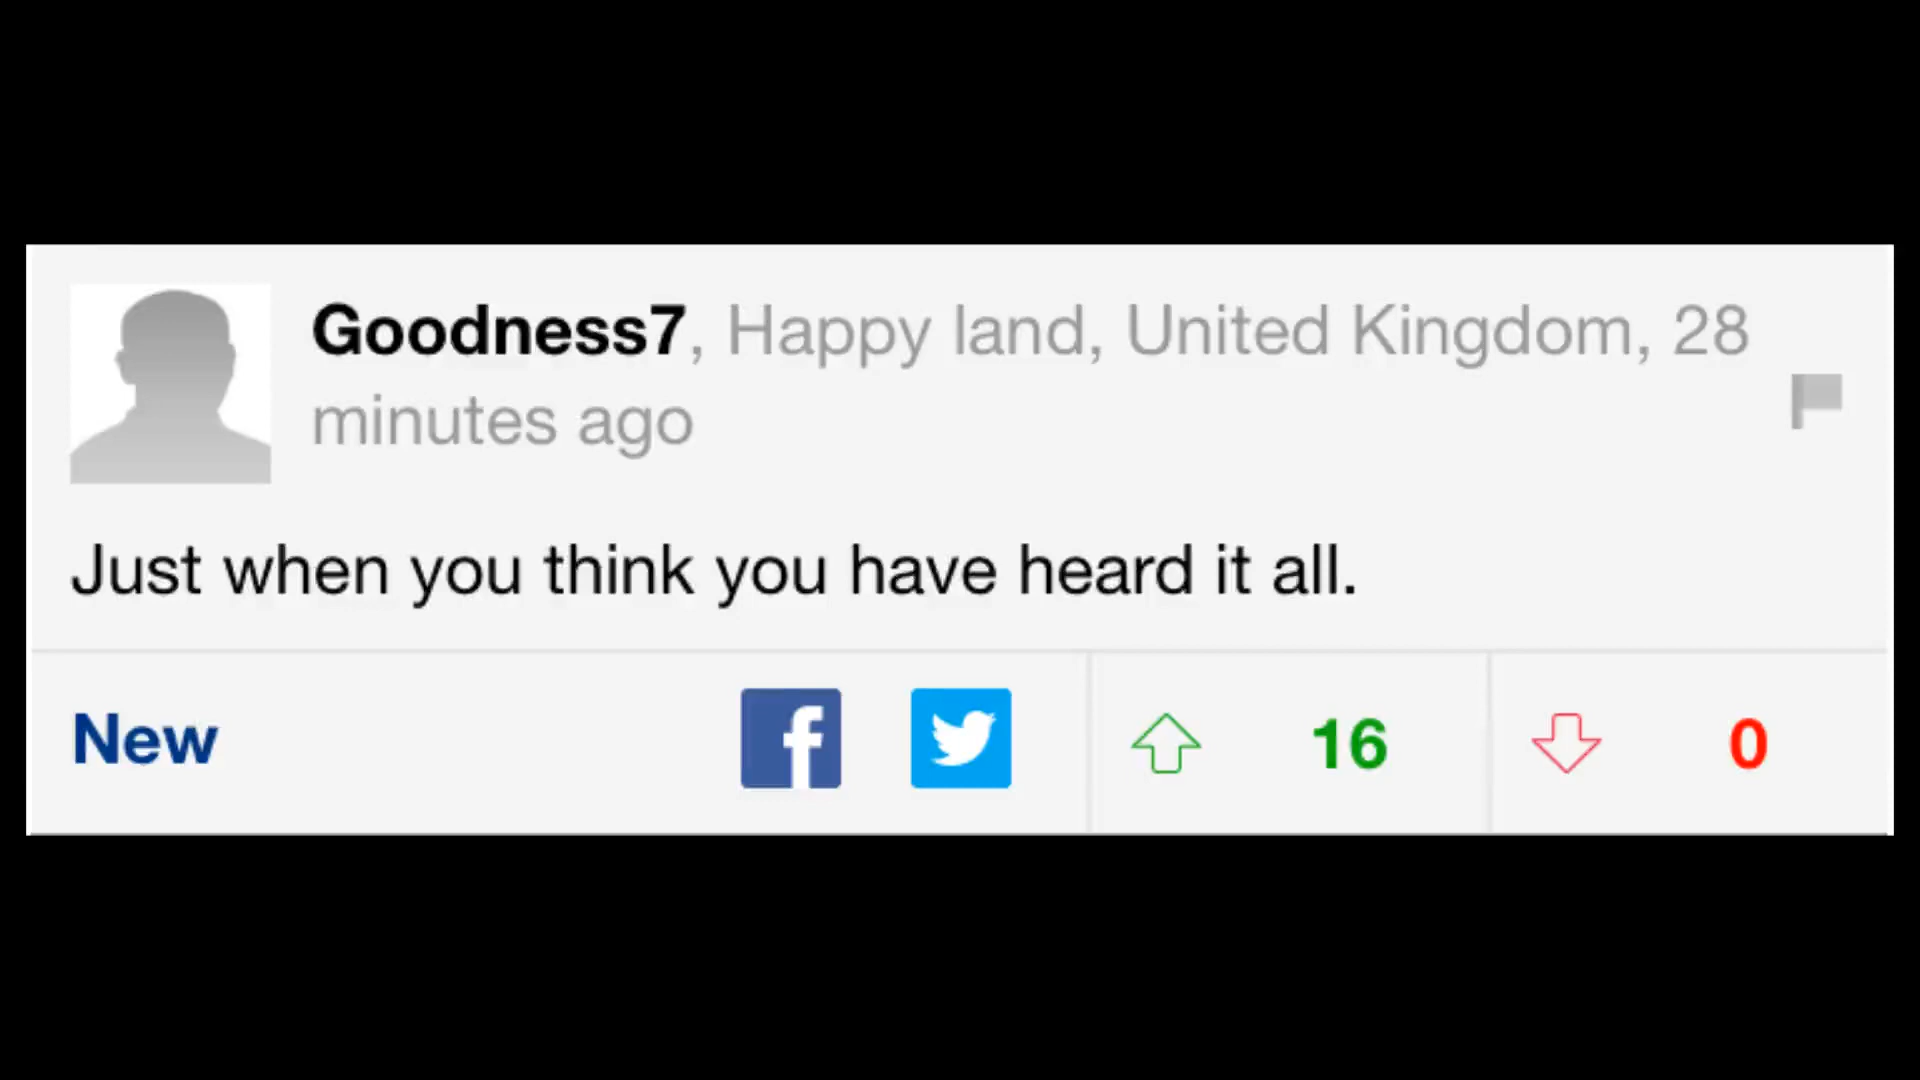 Goodness7, Happy land, United Kingdom, 28
minutes ago
Just when you think you have heard it all.
New 16 0